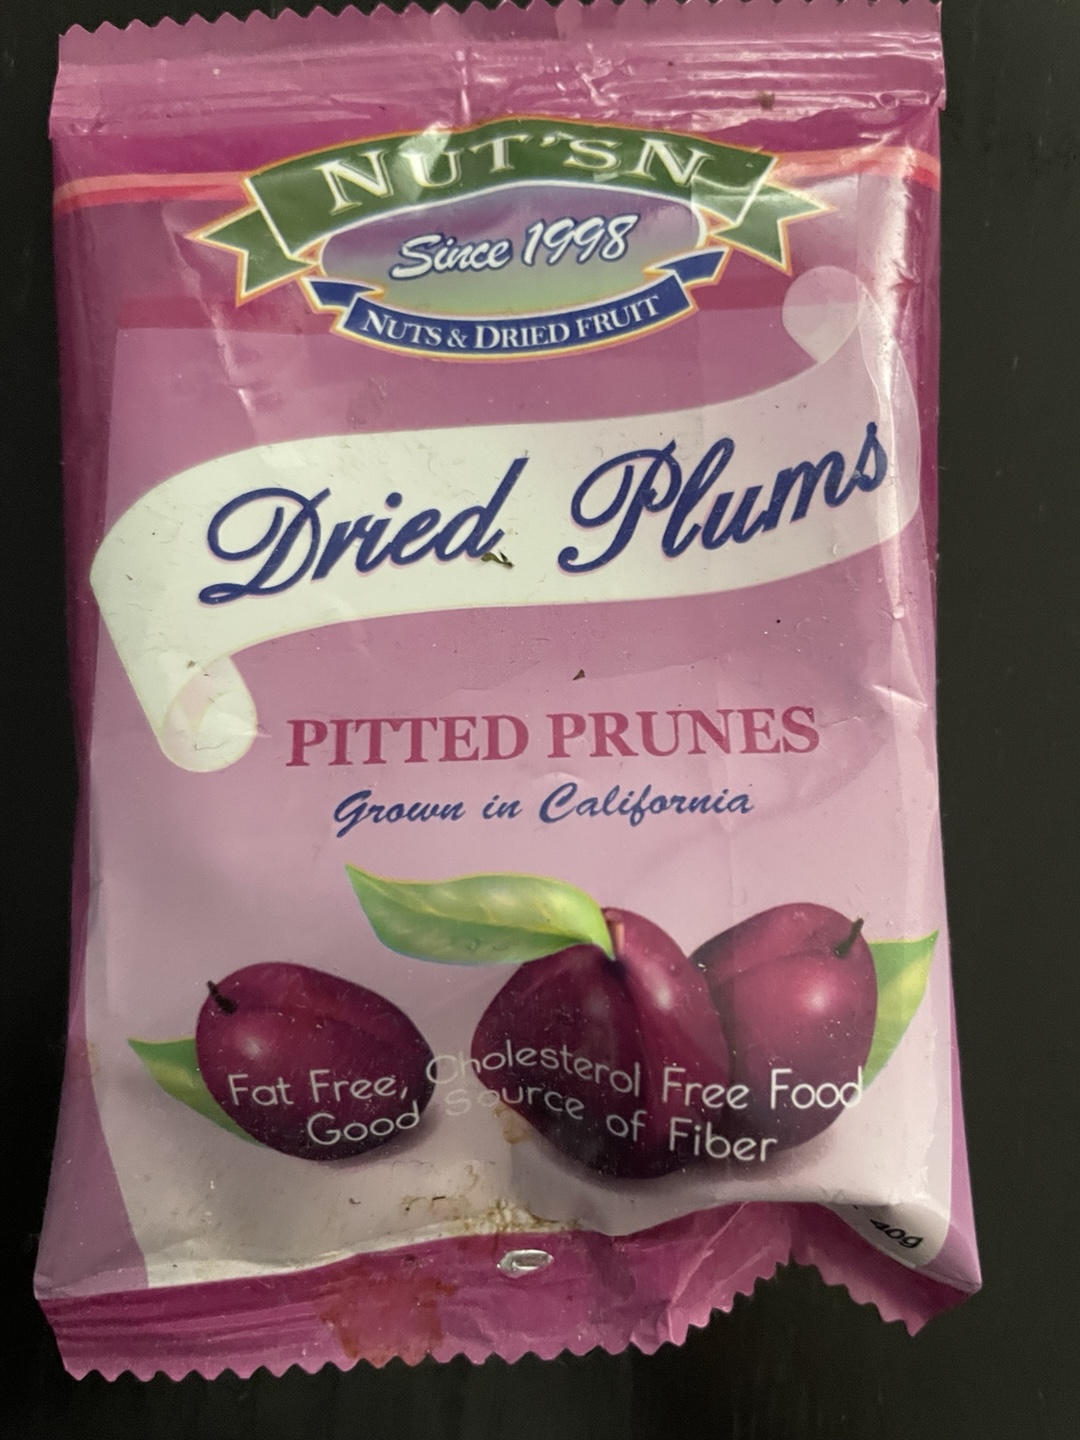 NUT'SN
Since 1998
NUTS & DRIED FRUIT
Dried Plums
PITTED PRUNES
Grown in California
Fat Free, Cholesterol Free Food
Good Source of Fiber
40g